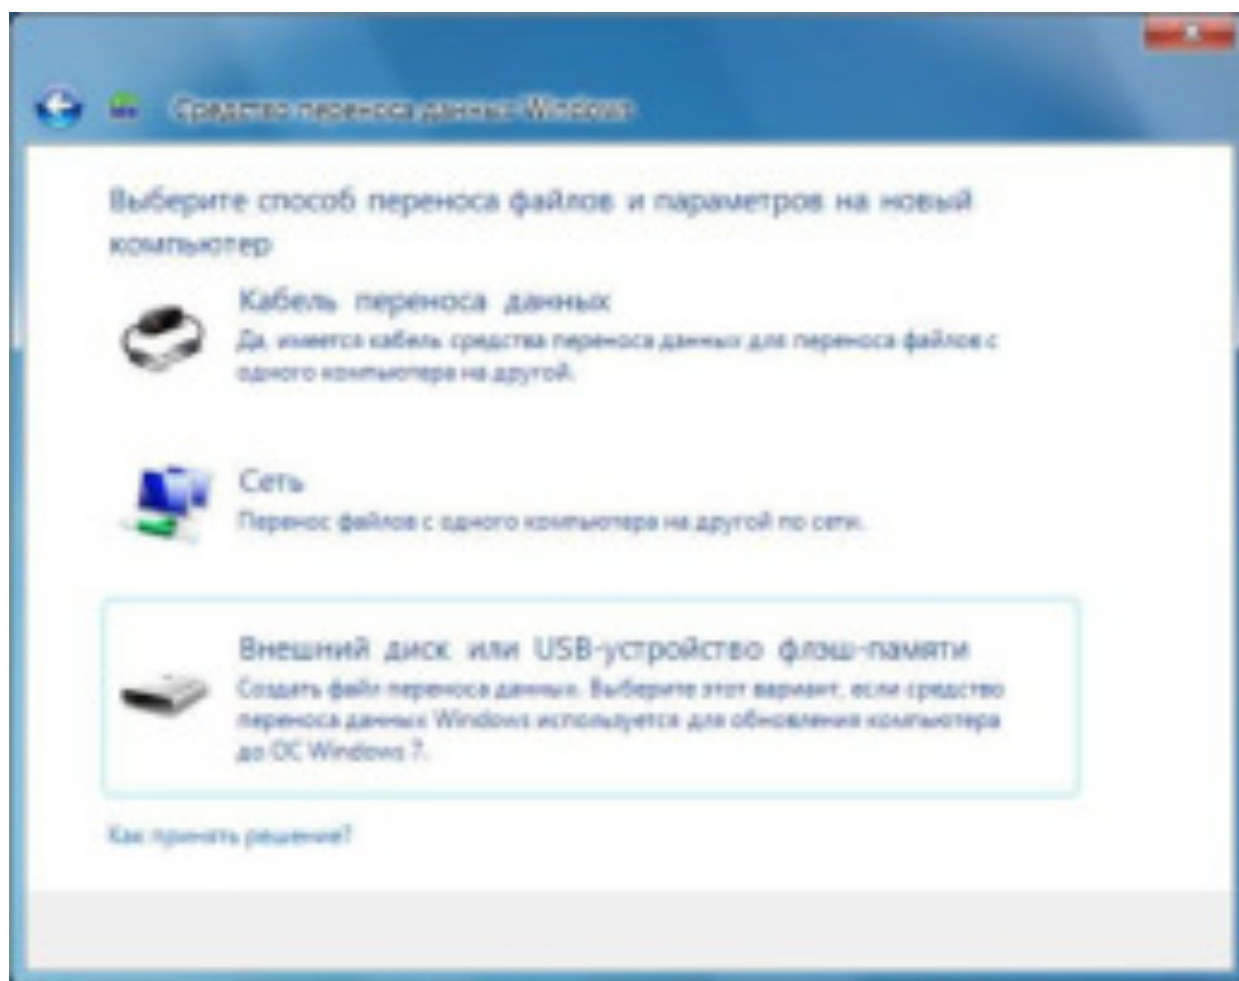 Средство переноса данных Windows
Выберите способ переноса файлов и параметров на новый
компьютер
Кабель переноса данных
Да, имеется кабель средства переноса данных для переноса файлов с
одного компьютера на другой.
Сеть
Перенос файлов с одного компьютера на другой по сети.
Внешний диск или USB-устройство флэш-памяти
Создать файл переноса данных. Выберите этот вариант, если средство
переноса данных Windows используется для обновления компьютера
до ОС Windows 7.
Как принять решение?